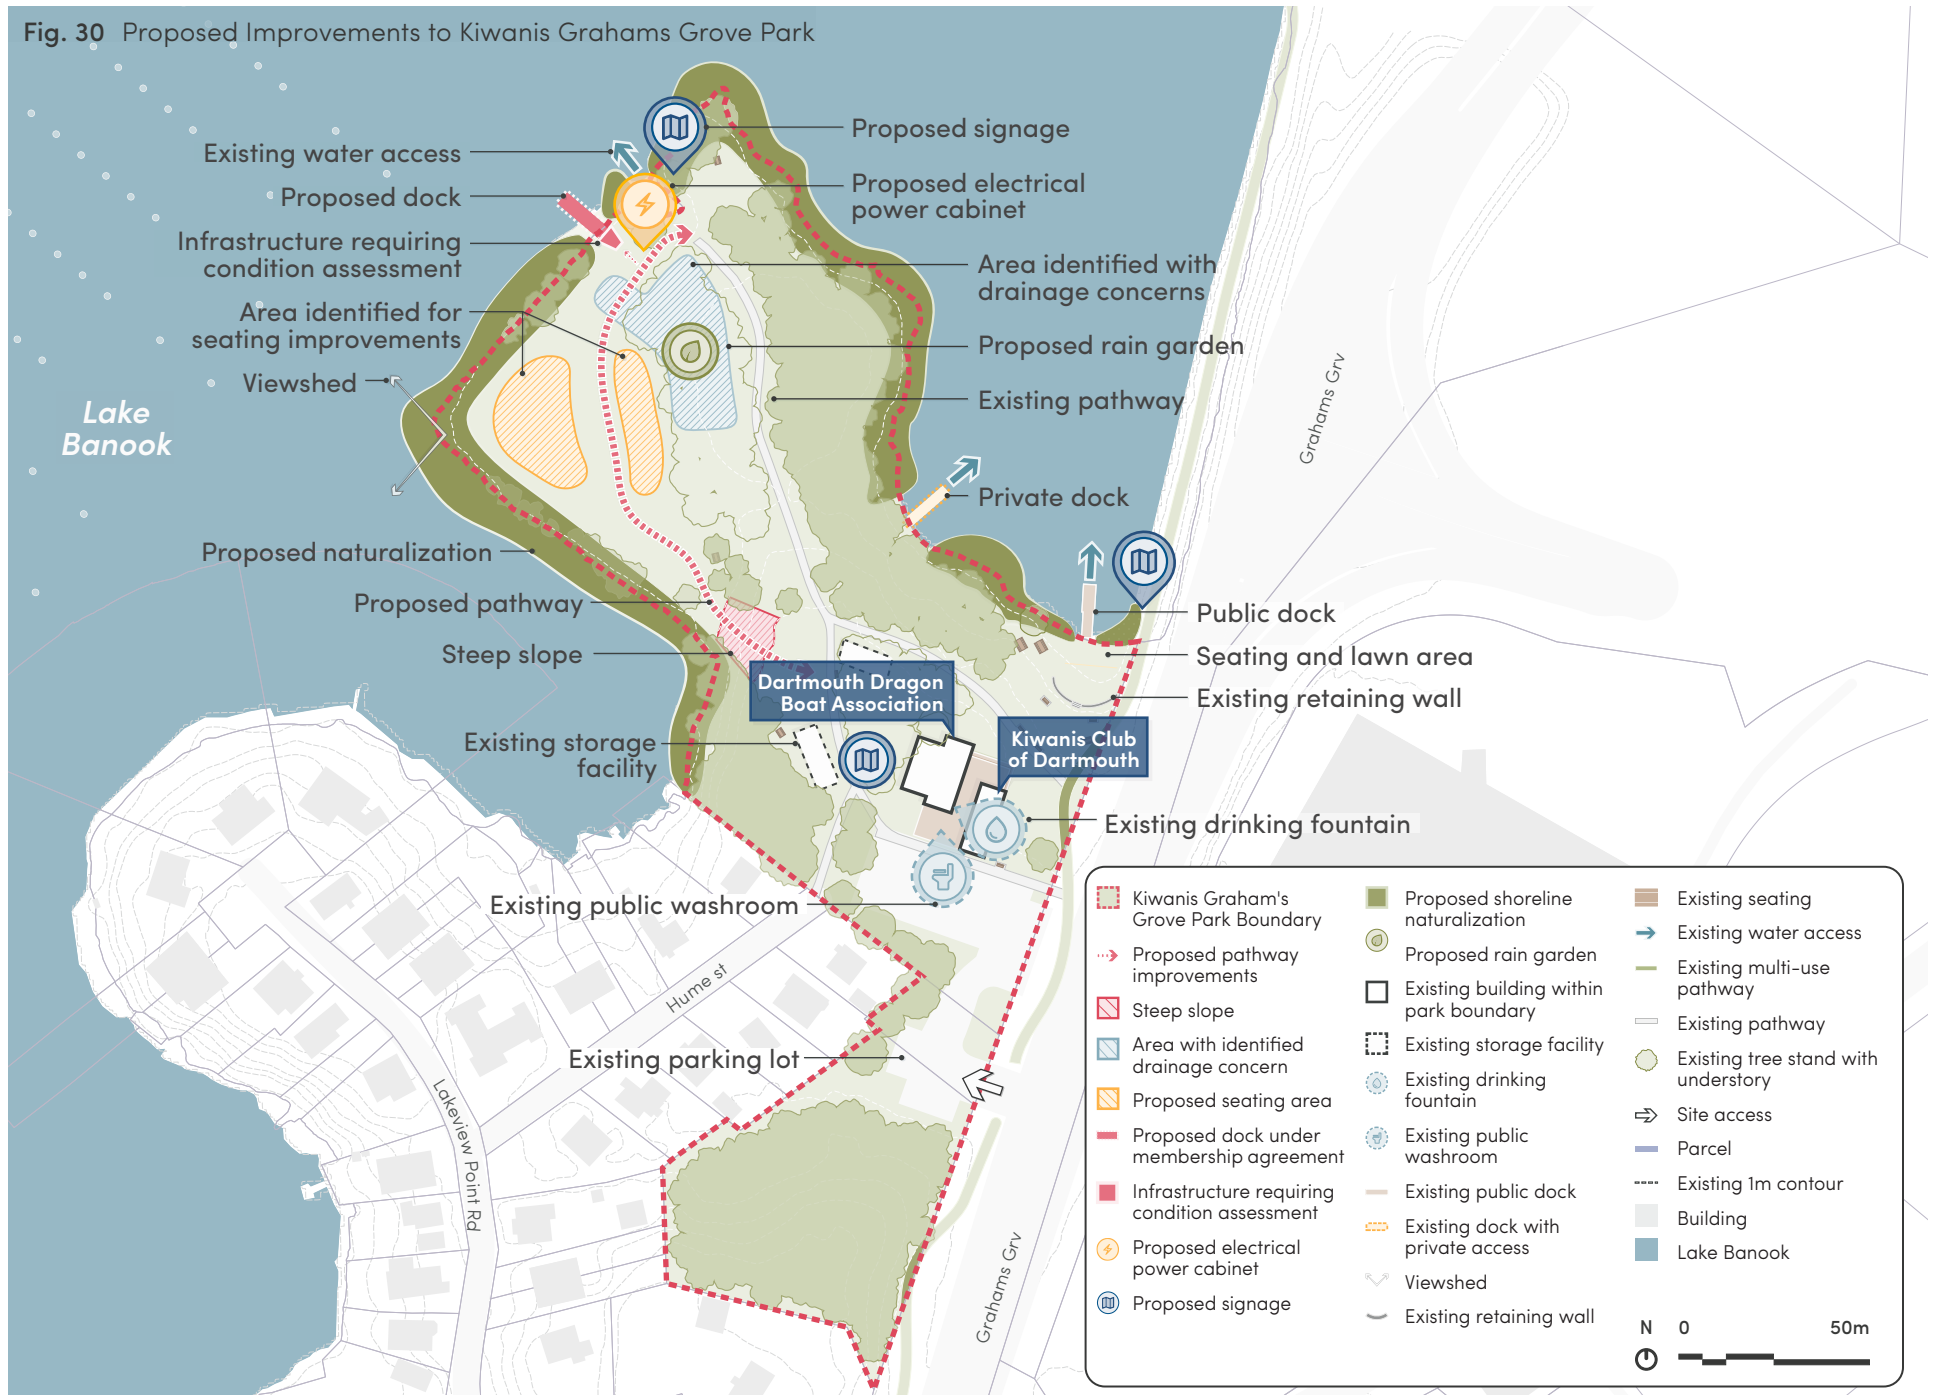 Fig. 30 Proposed Improvements to Kiwanis Grahams Grove Park
Existing water access
Proposed dock
Infrastructure requiring
condition assessment
Area identified for
seating improvements
Viewshed
Lake
Banook
Proposed naturalization
Proposed pathway
Steep slope
Existing storage
facility
Existing public washroom
Existing parking lot
Proposed signage
Proposed electrical
power cabinet
Area identified with
drainage concerns
Proposed rain garden
Existing pathway
Private dock
Public dock
Seating and lawn area
Existing retaining wall
Existing drinking fountain
Dartmouth Dragon
Boat Association
Kiwanis Club
of Dartmouth
Grahams Grv
Hume st
Lakeview Point Rd
Grahams Grv
Kiwanis Graham's
Grove Park Boundary
Proposed pathway
improvements
Steep slope
Area with identified
drainage concern
Proposed seating area
Proposed dock under
membership agreement
Infrastructure requiring
condition assessment
Proposed electrical
power cabinet
Proposed signage
Proposed shoreline
naturalization
Proposed rain garden
Existing building within
park boundary
Existing storage facility
Existing drinking
fountain
Existing public
washroom
Existing public dock
Existing dock with
private access
Viewshed
Existing retaining wall
Existing seating
Existing water access
Existing multi-use
pathway
Existing pathway
Existing tree stand with
understory
Site access
Parcel
Existing 1m contour
Building
Lake Banook
N 0 50m